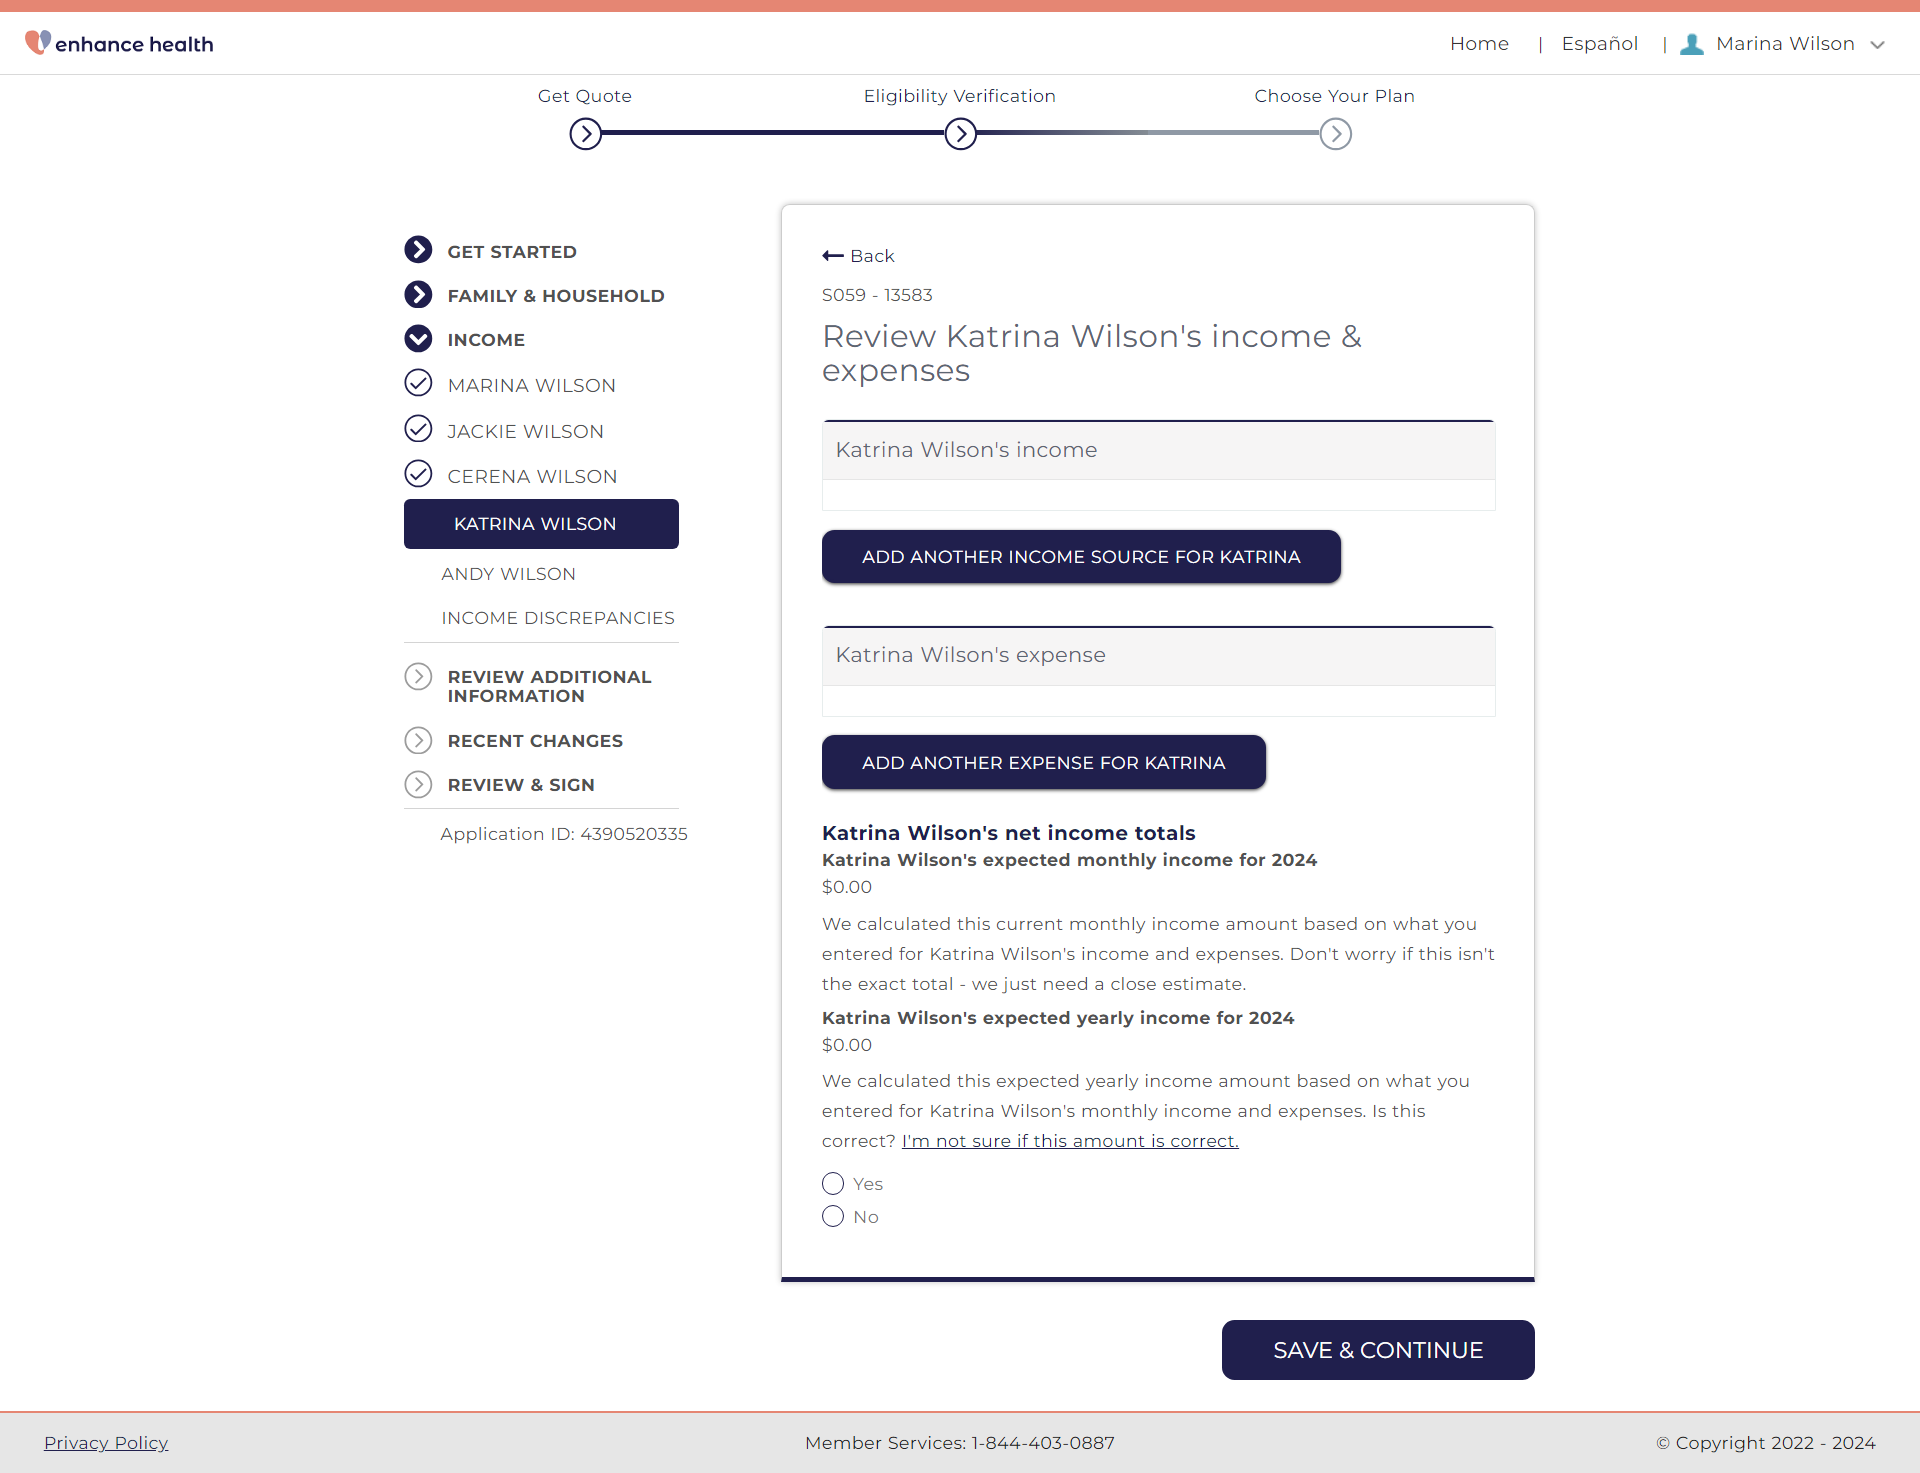 enhance health
Home | Español | Marina Wilson
Get Quote
Eligibility Verification
Choose Your Plan
GET STARTED
FAMILY & HOUSEHOLD
INCOME
MARINA WILSON
JACKIE WILSON
CERENA WILSON
KATRINA WILSON
ANDY WILSON
INCOME DISCREPANCIES
REVIEW ADDITIONAL
INFORMATION
RECENT CHANGES
REVIEW & SIGN
Application ID: 4390520335
Back
S059 - 13583
Review Katrina Wilson's income &
expenses
Katrina Wilson's income
ADD ANOTHER INCOME SOURCE FOR KATRINA
Katrina Wilson's expense
ADD ANOTHER EXPENSE FOR KATRINA
Katrina Wilson's net income totals
Katrina Wilson's expected monthly income for 2024
$0.00
We calculated this current monthly income amount based on what you
entered for Katrina Wilson's income and expenses. Don't worry if this isn't
the exact total - we just need a close estimate.
Katrina Wilson's expected yearly income for 2024
$0.00
We calculated this expected yearly income amount based on what you
entered for Katrina Wilson's monthly income and expenses. Is this
correct? I'm not sure if this amount is correct.
Yes
No
SAVE & CONTINUE
Privacy Policy
Member Services: 1-844-403-0887
© Copyright 2022 - 2024